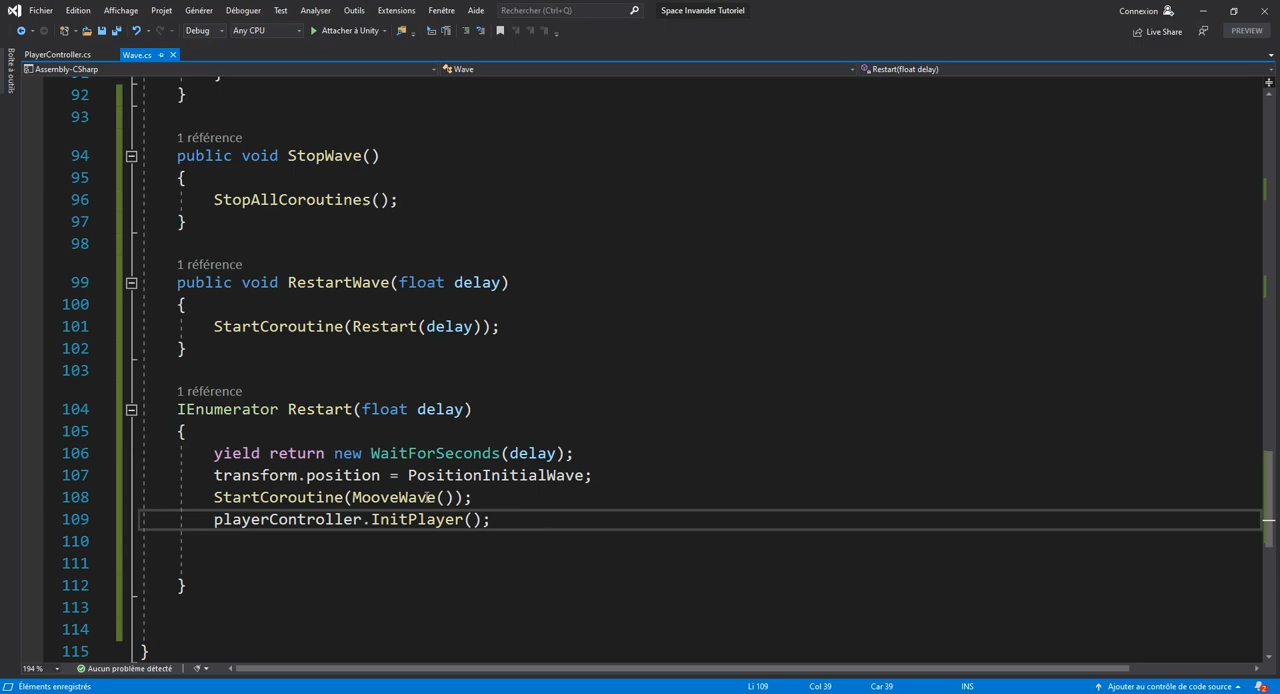 Fichier Edition Affichage Projet Générer Déboguer Test Analyser Outils Extensions Fenêtre Aide Rechercher (Ctrl+Q) Space Invander Tutoriel Connexion
Debug Any CPU Attacher à Unity Live Share PREVIEW
Boîte à outils
PlayerController.cs Wave.cs
Assembly-CSharp Wave Restart(float delay)
92 }
93
1 référence
94 public void StopWave()
95 {
96 StopAllCoroutines();
97 }
98
1 référence
99 public void RestartWave(float delay)
100 {
101 StartCoroutine(Restart(delay));
102 }
103
1 référence
104 IEnumerator Restart(float delay)
105 {
106 yield return new WaitForSeconds(delay);
107 transform.position = PositionInitialWave;
108 StartCoroutine(MooveWave());
109 playerController.InitPlayer();
110
111
112 }
113
114
115 }
194 % Aucun problème détecté
Éléments enregistrés Li 109 Col 39 Car 39 INS Ajouter au contrôle de code source 2